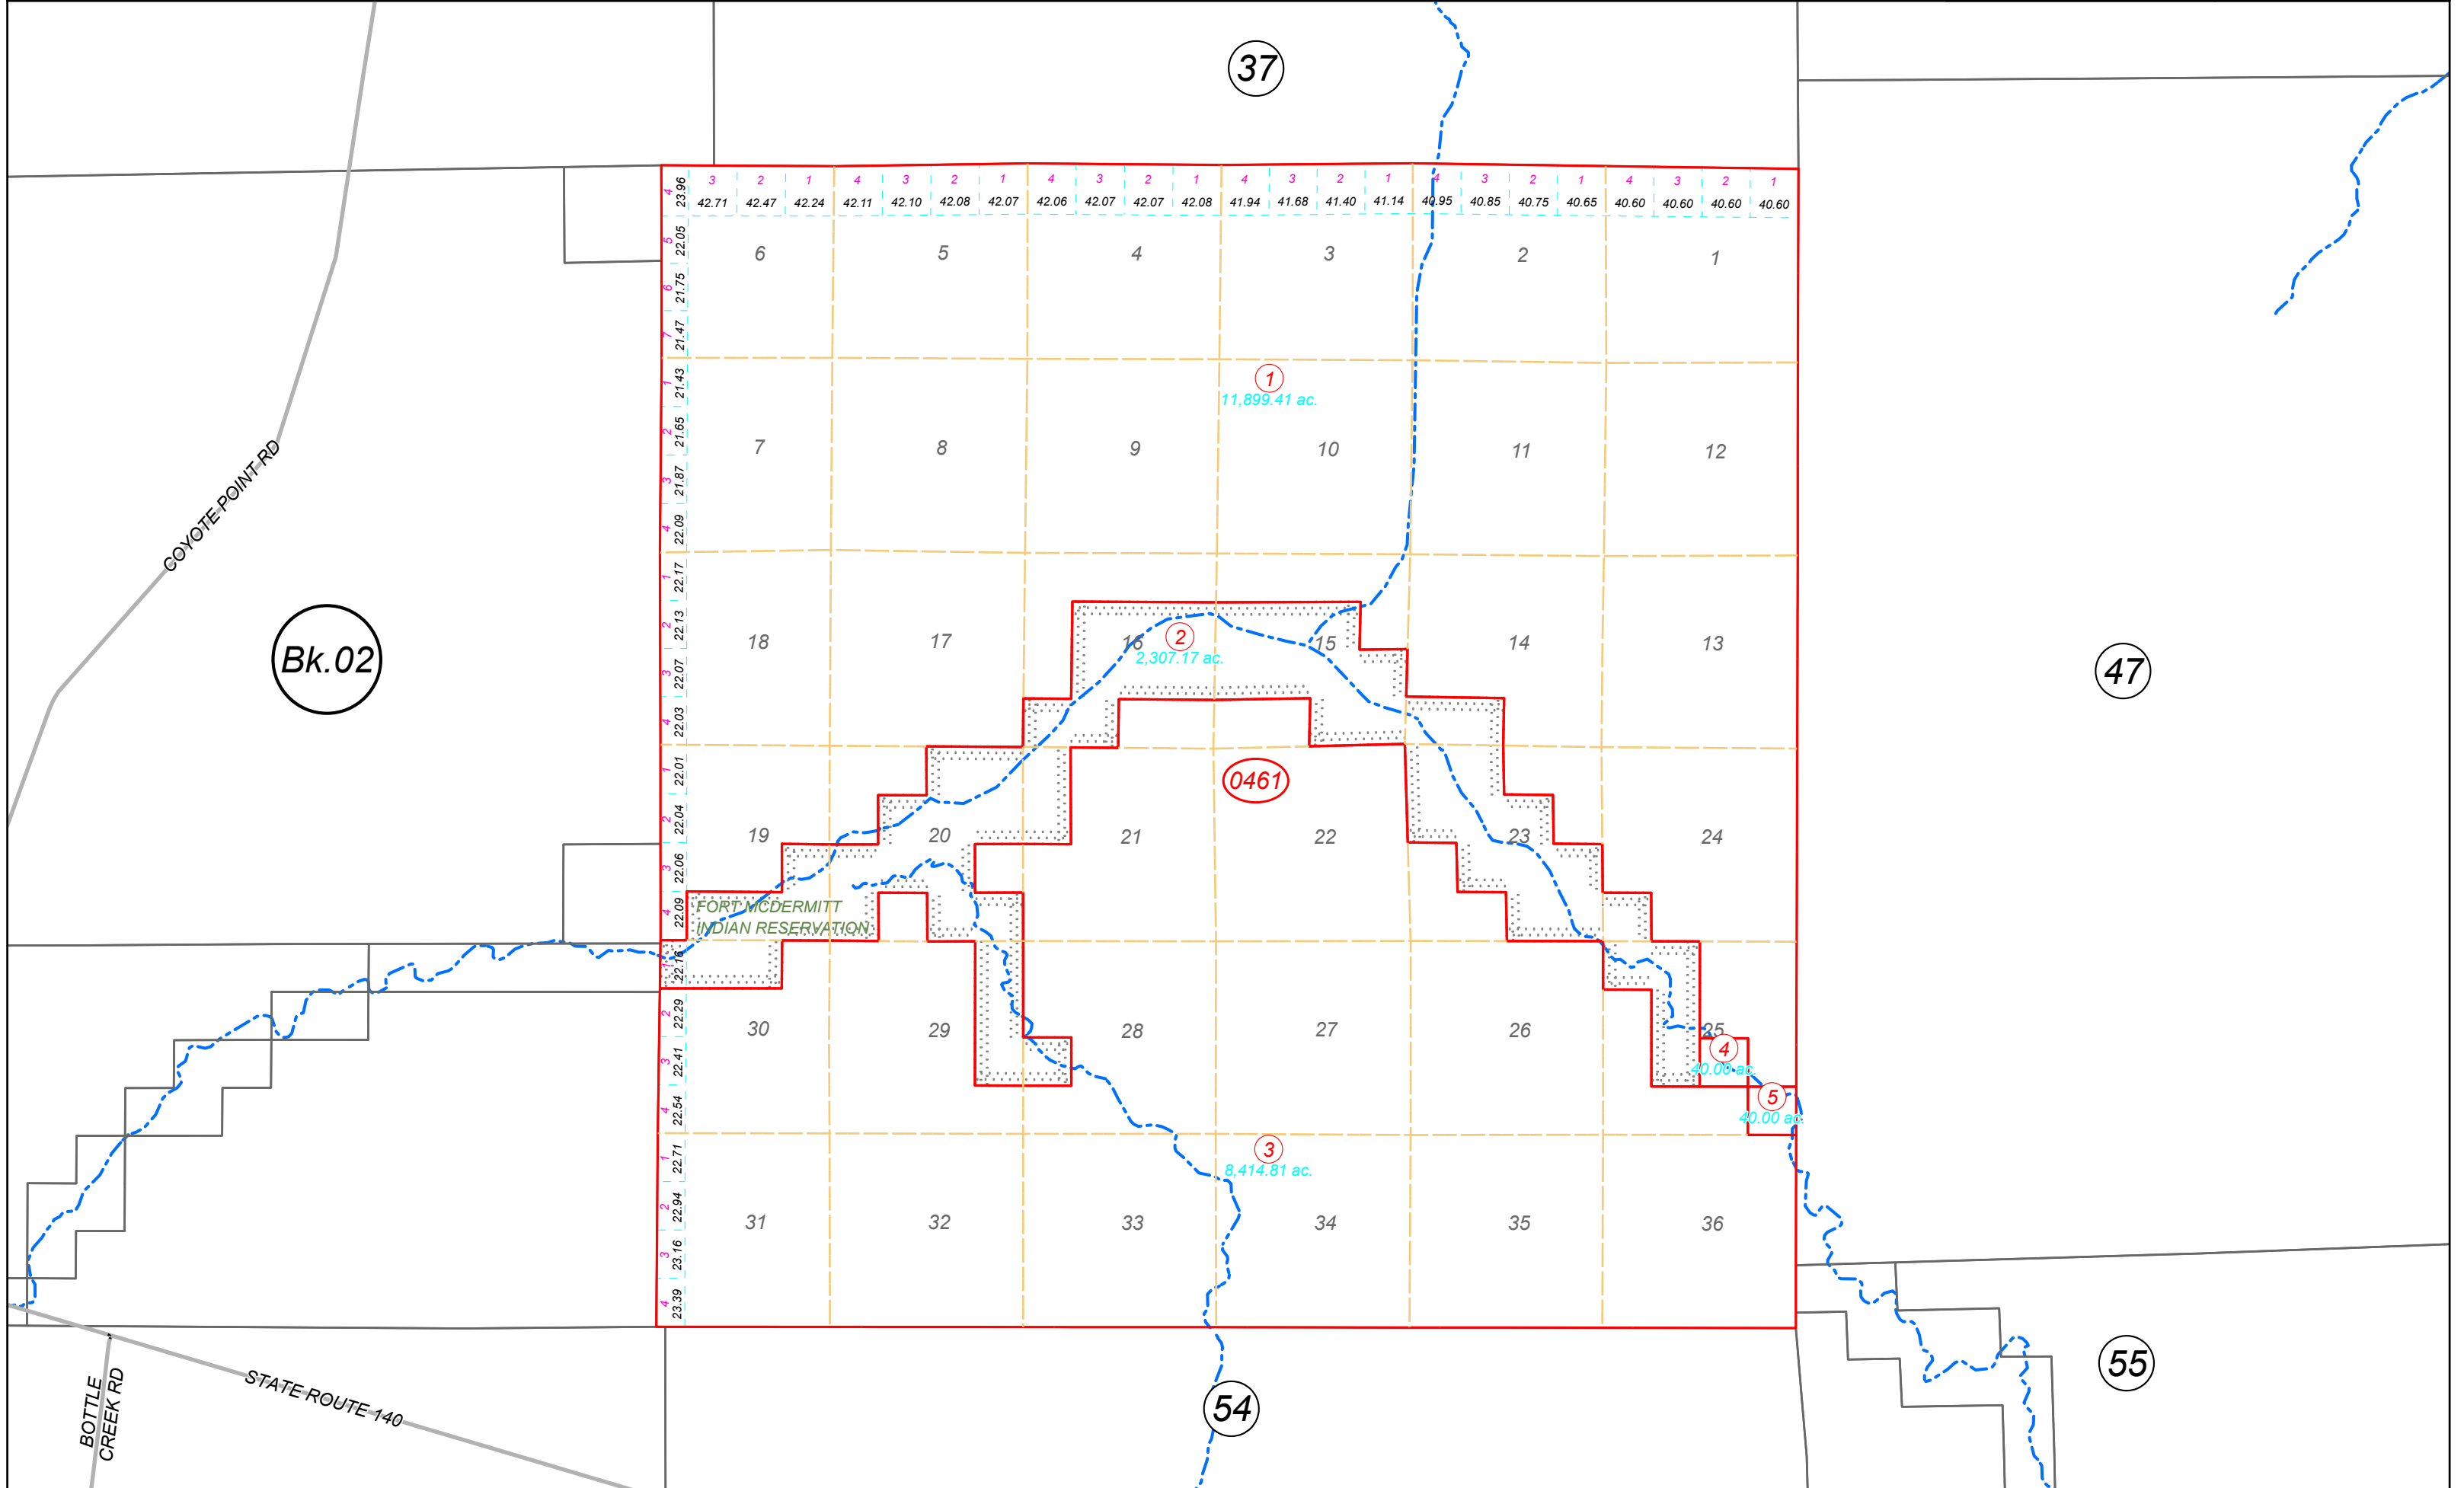 37
4 3 2 1 4 3 2 1 4 3 2 1 4 3 2 1 4 3 2 1 4 3 2 1
23.96 42.71 42.47 42.24 42.11 42.10 42.08 42.07 42.06 42.07 42.07 42.08 41.94 41.68 41.40 41.14 40.95 40.85 40.75 40.65 40.60 40.60 40.60 40.60
5 22.05
6 5 4 3 2 1
6 21.75
7 21.47
1 21.43
1
11,899.41 ac.
2 21.65
7 8 9 10 11 12
3 21.87
4 22.09
COYOTE POINT RD
1 22.17
2 22.13
18 17 16 2 15 14 13
2,307.17 ac.
Bk.02
47
3 22.07
4 22.03
1 22.01
0461
2 22.04
19 20 21 22 23 24
3 22.06
4 22.09
FORT MCDERMITT
INDIAN RESERVATION
1 22.16
2 22.29
30 29 28 27 26 25
4
40.00 ac.
3 22.41
5
40.00 ac.
4 22.54
3
8,414.81 ac.
1 22.71
2 22.94
31 32 33 34 35 36
3 23.16
4 23.39
BOTTLE
CREEK RD
STATE ROUTE 140
54
55